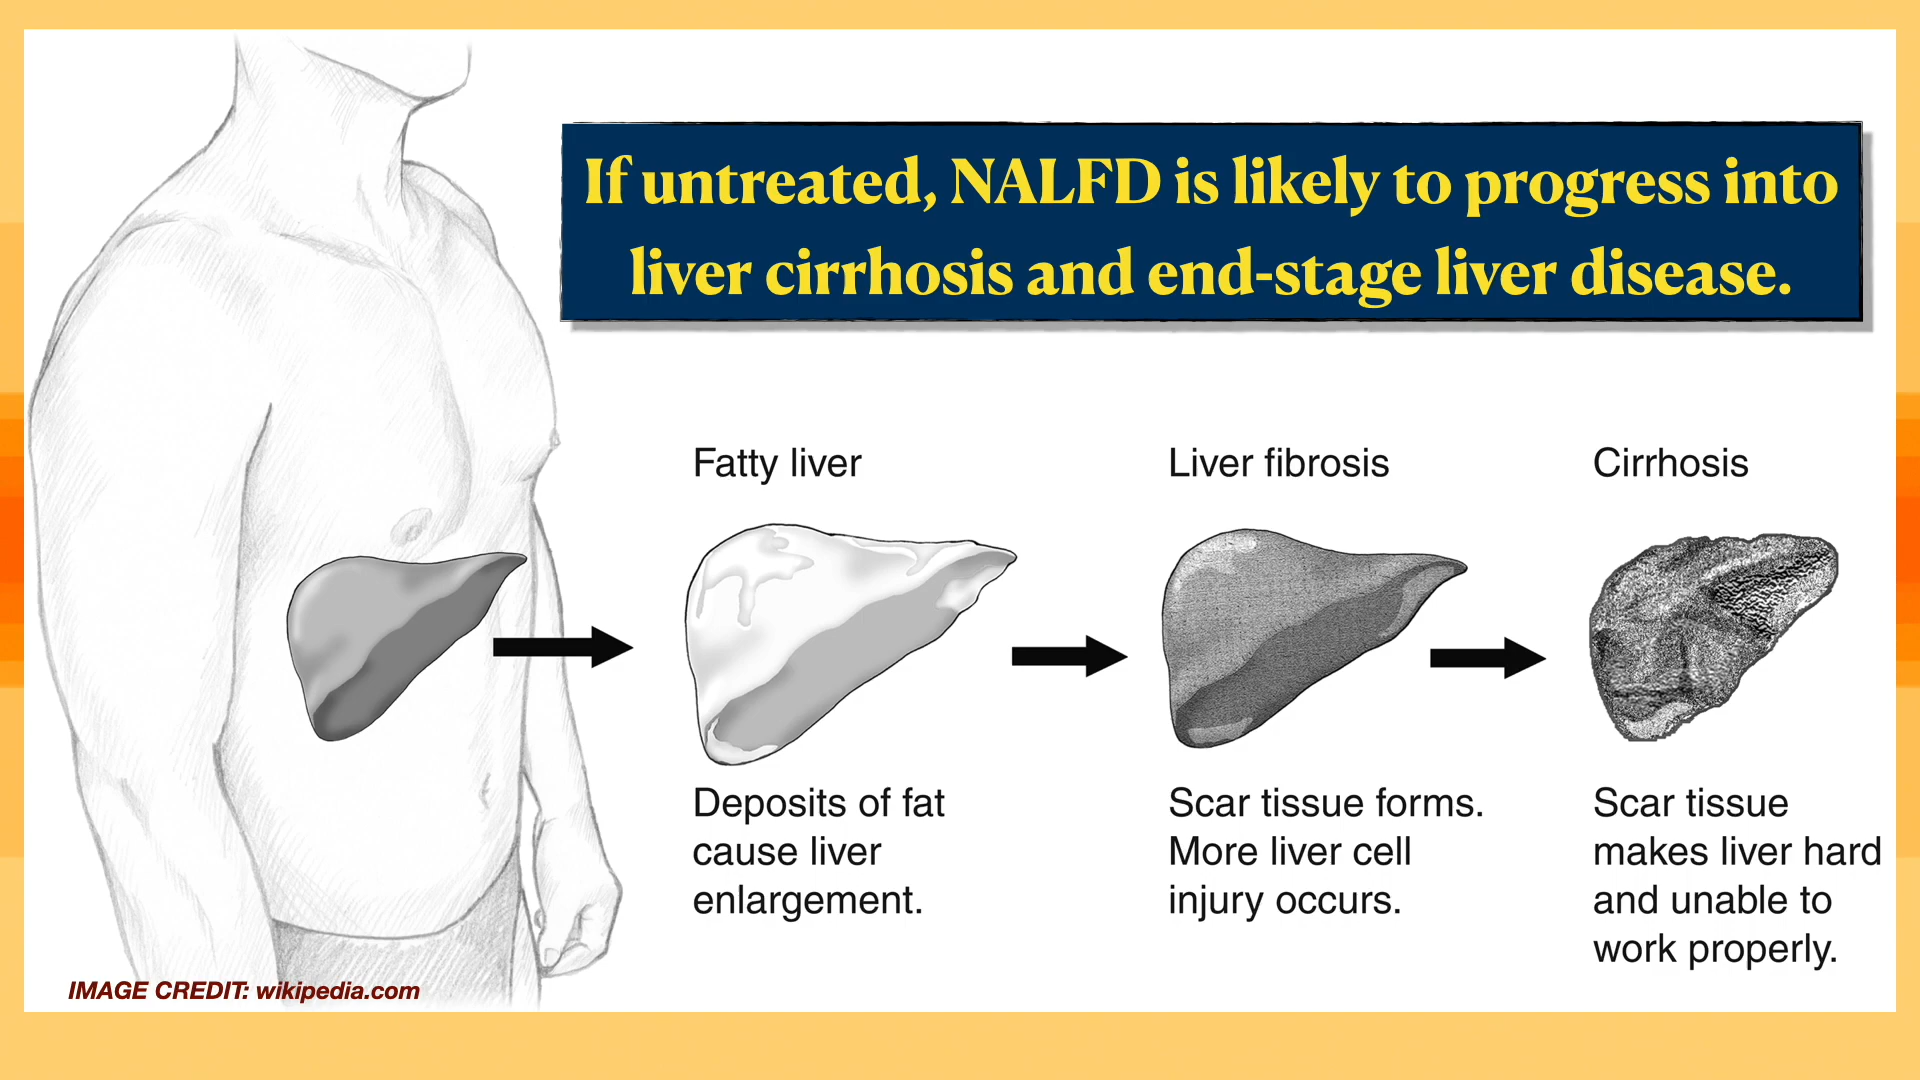 If untreated, NALFD is likely to progress into
liver cirrhosis and end-stage liver disease.
Fatty liver
Deposits of fat
cause liver
enlargement.
Liver fibrosis
Scar tissue forms.
More liver cell
injury occurs.
Cirrhosis
Scar tissue
makes liver hard
and unable to
work properly.
IMAGE CREDIT: wikipedia.com